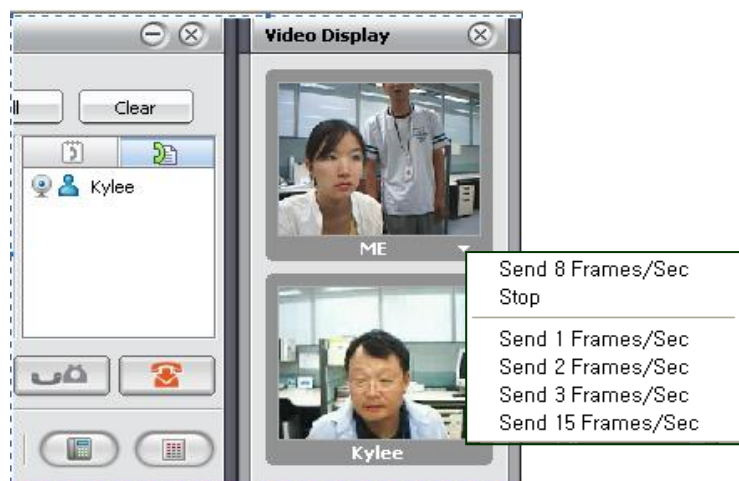 Video Display
Clear
Kylee
ME
Send 8 Frames/Sec
Stop
Send 1 Frames/Sec
Send 2 Frames/Sec
Send 3 Frames/Sec
Send 15 Frames/Sec
Kylee